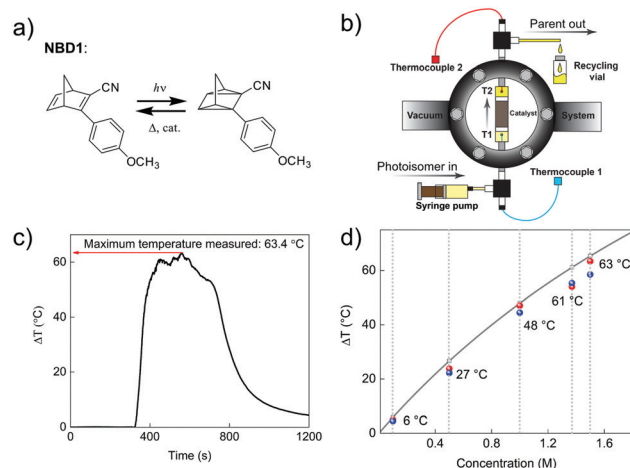 a)
NBD1:
CN
OCH3
hν
Δ, cat.
CN
OCH3
b)
Parent out
Thermocouple 2
Recycling
vial
T2
Catalyst
T1
Vacuum
System
Photoisomer in
Thermocouple 1
Syringe pump
c)
Maximum temperature measured: 63.4 °C
60
40
20
0
ΔT (°C)
0 400 800 1200
Time (s)
d)
60
40
20
0
ΔT (°C)
63 °C
61 °C
48 °C
27 °C
6 °C
0.4 0.8 1.2 1.6
Concentration (M)